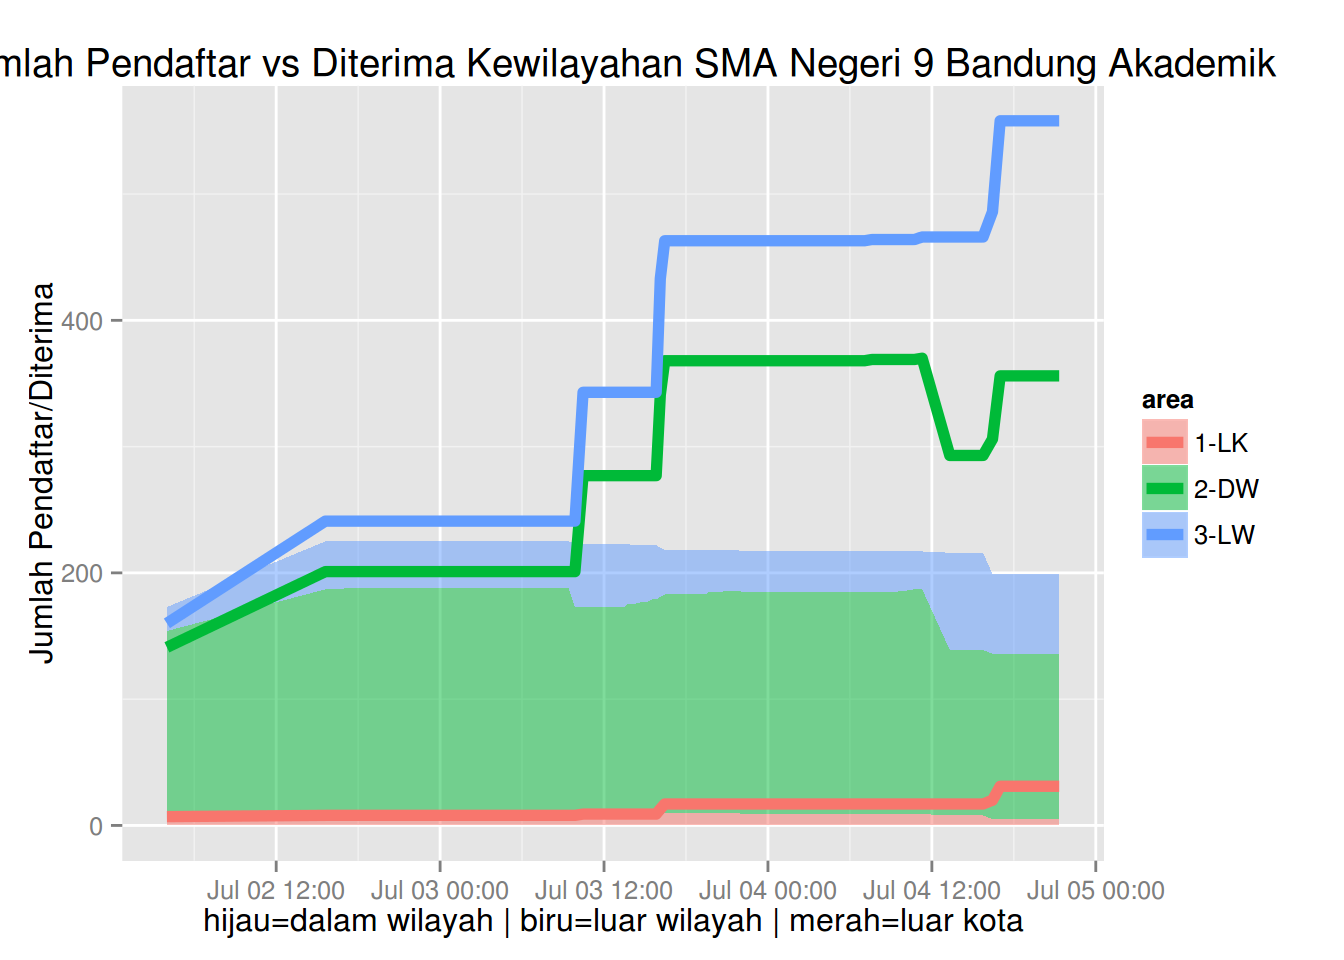 mlah Pendaftar vs Diterima Kewilayahan SMA Negeri 9 Bandung Akademik
Jumlah Pendaftar/Diterima
400
200
0
Jul 02 12:00
Jul 03 00:00
Jul 03 12:00
Jul 04 00:00
Jul 04 12:00
Jul 05 00:00
hijau=dalam wilayah | biru=luar wilayah | merah=luar kota
area
1-LK
2-DW
3-LW